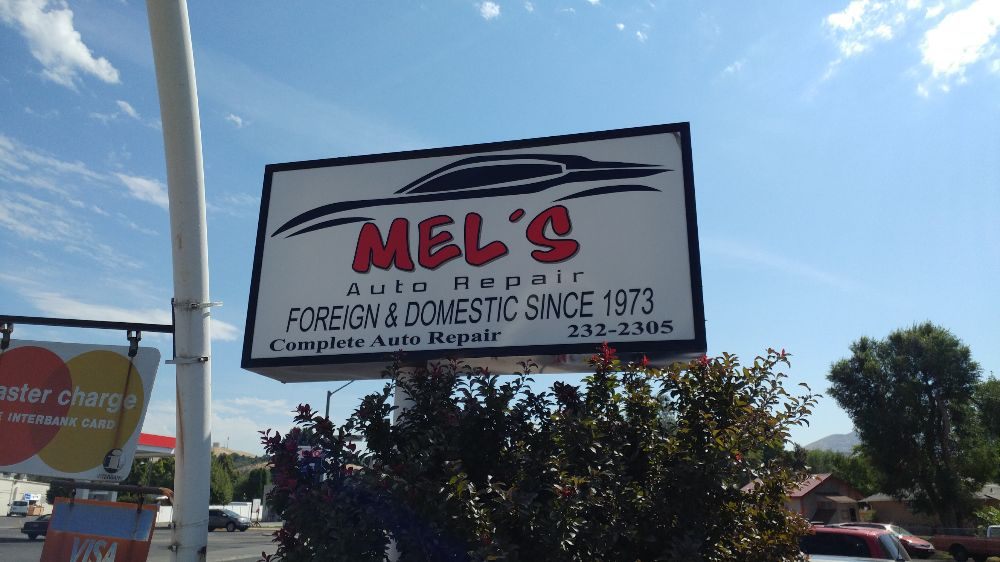 MEL'S
Auto Repair
FOREIGN & DOMESTIC SINCE 1973
Complete Auto Repair 232-2305
aster charge
INTERBANK CARD
i
VISA